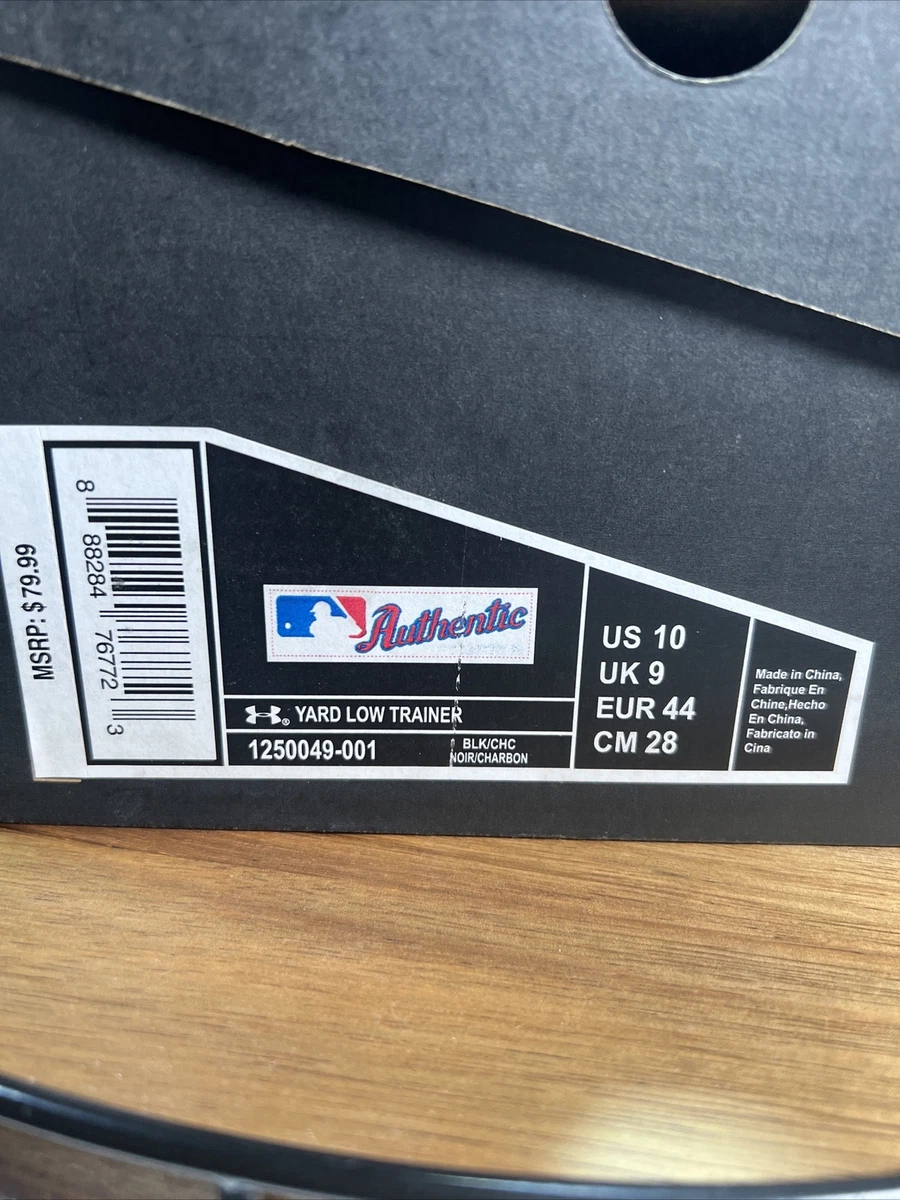 MSRP: $79.99
8 88284 76772 3
Authentic
YARD LOW TRAINER
1250049-001
BLK/CHC
NOIR/CHARBON
US 10
UK 9
EUR 44
CM 28
Made in China,
Fabrique En
Chine,Hecho
En China,
Fabricato in
Cina